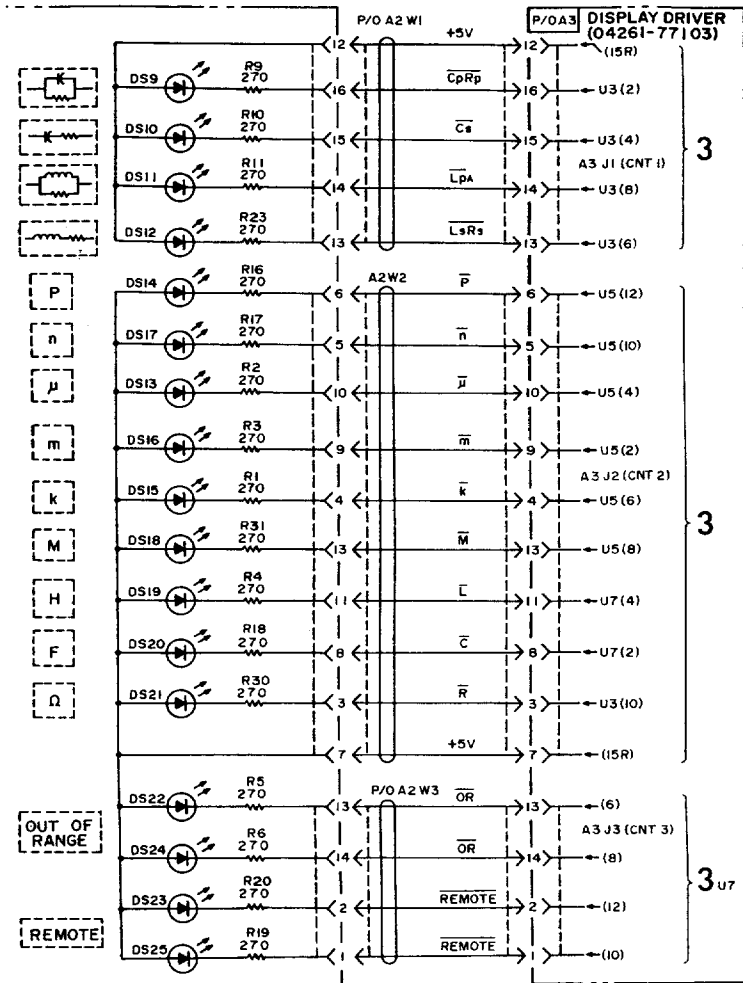 P/O A2 W1 P/O A3 DISPLAY DRIVER
(04261-77103)
12 +5V 12 (15R)
DS9 R9 270 16 CpRp 16 U3(2)
DS10 R10 270 15 Cs 15 U3(4)
A3 J1 (CNT 1) 3
DS11 R11 270 14 LpA 14 U3(8)
DS12 R23 270 13 LsRs 13 U3(6)
A2W2
P DS14 R16 270 6 P 6 U5(12)
n DS17 R17 270 5 n 5 U5(10)
μ DS13 R2 270 10 μ 10 U5(4)
m DS16 R3 270 9 m 9 U5(2)
A3 J2 (CNT 2) 3
k DS15 R1 270 4 k 4 U5(6)
M DS18 R31 270 13 M 13 U5(8)
H DS19 R4 270 11 L 11 U7(4)
F DS20 R18 270 8 C 8 U7(2)
Ω DS21 R30 270 3 R 3 U3(10)
7 +5V 7 (15R)
P/O A2 W3
DS22 R5 270 13 OR 13 (6)
OUT OF
RANGE
A3 J3 (CNT 3)
DS24 R6 270 14 OR 14 (8)
3 U7
DS23 R20 270 2 REMOTE 2 (12)
REMOTE
DS25 R19 270 1 REMOTE 1 (10)